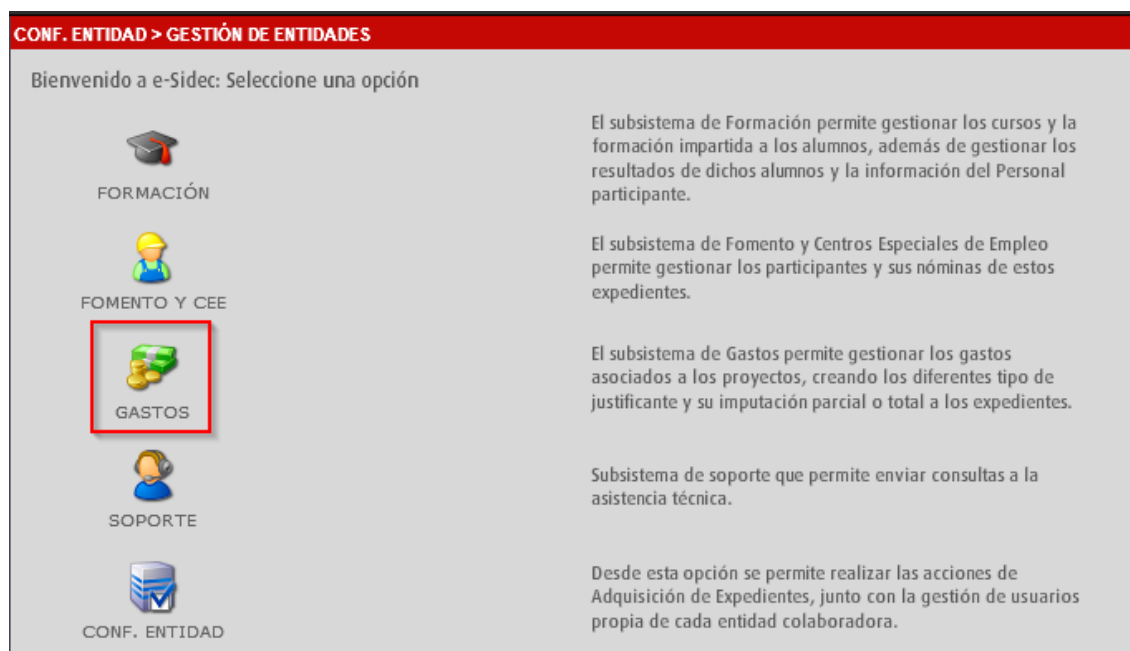 CONF. ENTIDAD > GESTIÓN DE ENTIDADES
Bienvenido a e-Sidec: Seleccione una opción
FORMACIÓN
El subsistema de Formación permite gestionar los cursos y la
formación impartida a los alumnos, además de gestionar los
resultados de dichos alumnos y la información del Personal
participante.
FOMENTO Y CEE
El subsistema de Fomento y Centros Especiales de Empleo
permite gestionar los participantes y sus nóminas de estos
expedientes.
GASTOS
El subsistema de Gastos permite gestionar los gastos
asociados a los proyectos, creando los diferentes tipo de
justificante y su imputación parcial o total a los expedientes.
SOPORTE
Subsistema de soporte que permite enviar consultas a la
asistencia técnica.
CONF. ENTIDAD
Desde esta opción se permite realizar las acciones de
Adquisición de Expedientes, junto con la gestión de usuarios
propia de cada entidad colaboradora.